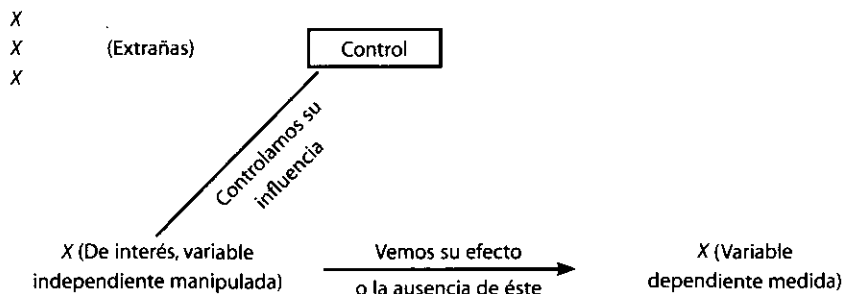 X
X (Extrañas) Control
X
Controlamos su
influencia
X (De interés, variable
independiente manipulada)
Vemos su efecto
o la ausencia de éste
X (Variable
dependiente medida)